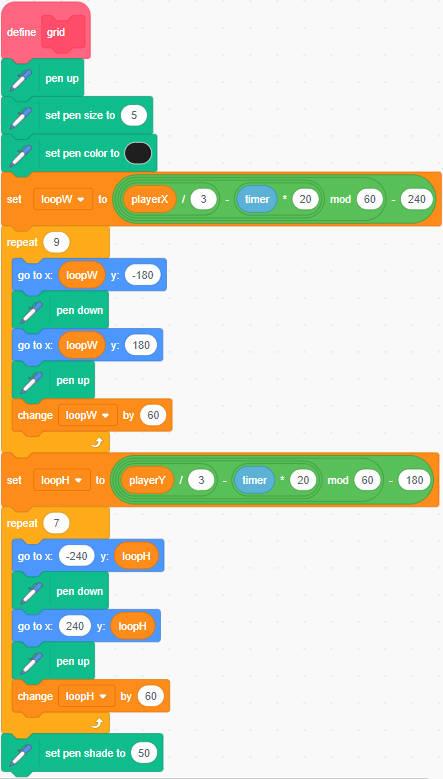 define grid
pen up
set pen size to 5
set pen color to
set loopW to playerX / 3 - timer * 20 mod 60 - 240
repeat 9
go to x: loopW y: -180
pen down
go to x: loopW y: 180
pen up
change loopW by 60
set loopH to playerY / 3 - timer * 20 mod 60 - 180
repeat 7
go to x: -240 y: loopH
pen down
go to x: 240 y: loopH
pen up
change loopH by 60
set pen shade to 50